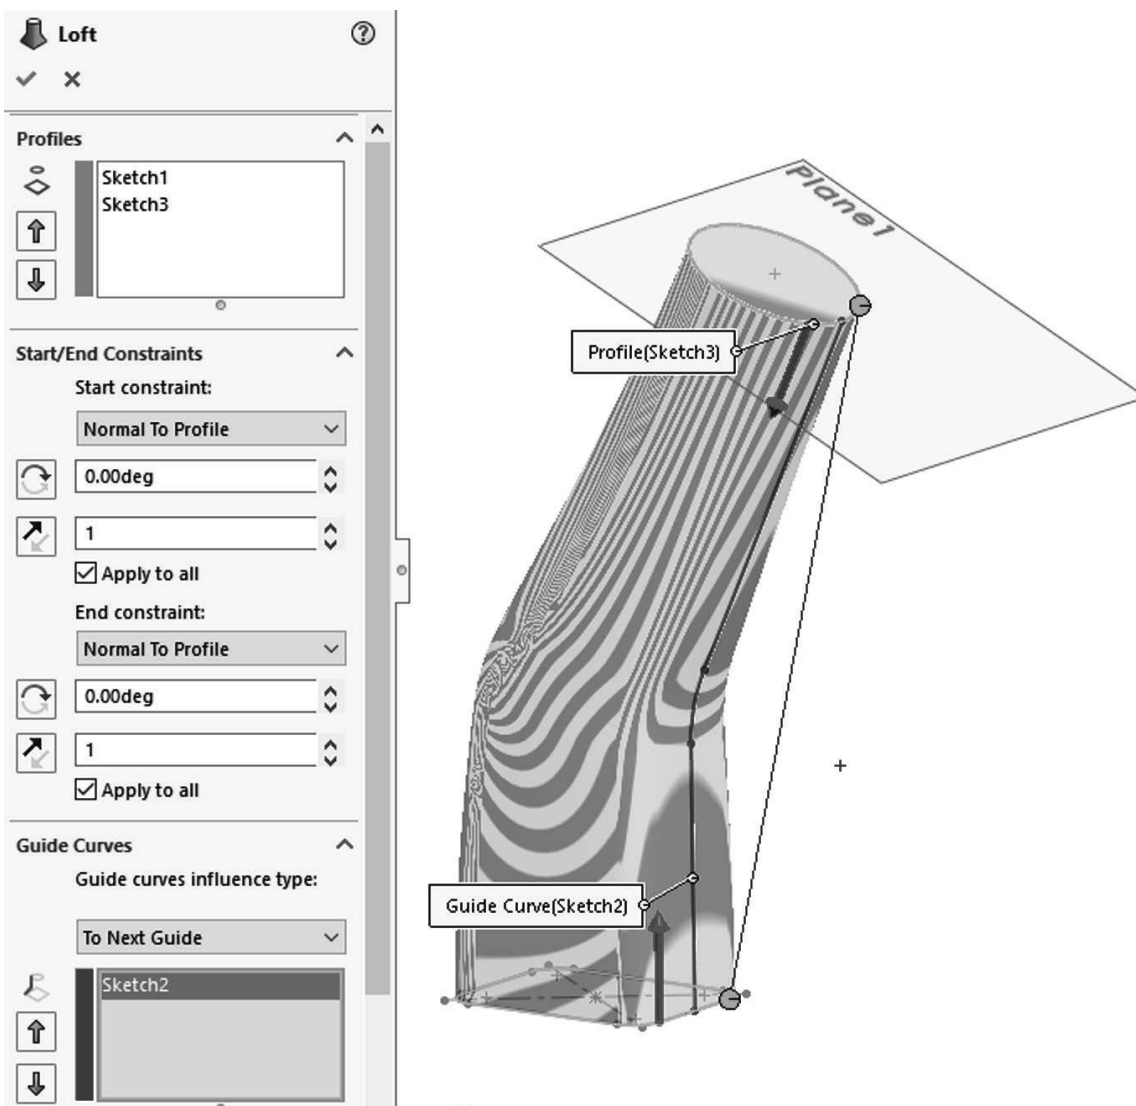 Loft
Profiles
Sketch1
Sketch3
Start/End Constraints
Start constraint:
Normal To Profile
0.00deg
1
Apply to all
End constraint:
Normal To Profile
0.00deg
1
Apply to all
Guide Curves
Guide curves influence type:
To Next Guide
Sketch2
Plane1
Profile(Sketch3)
Guide Curve(Sketch2)